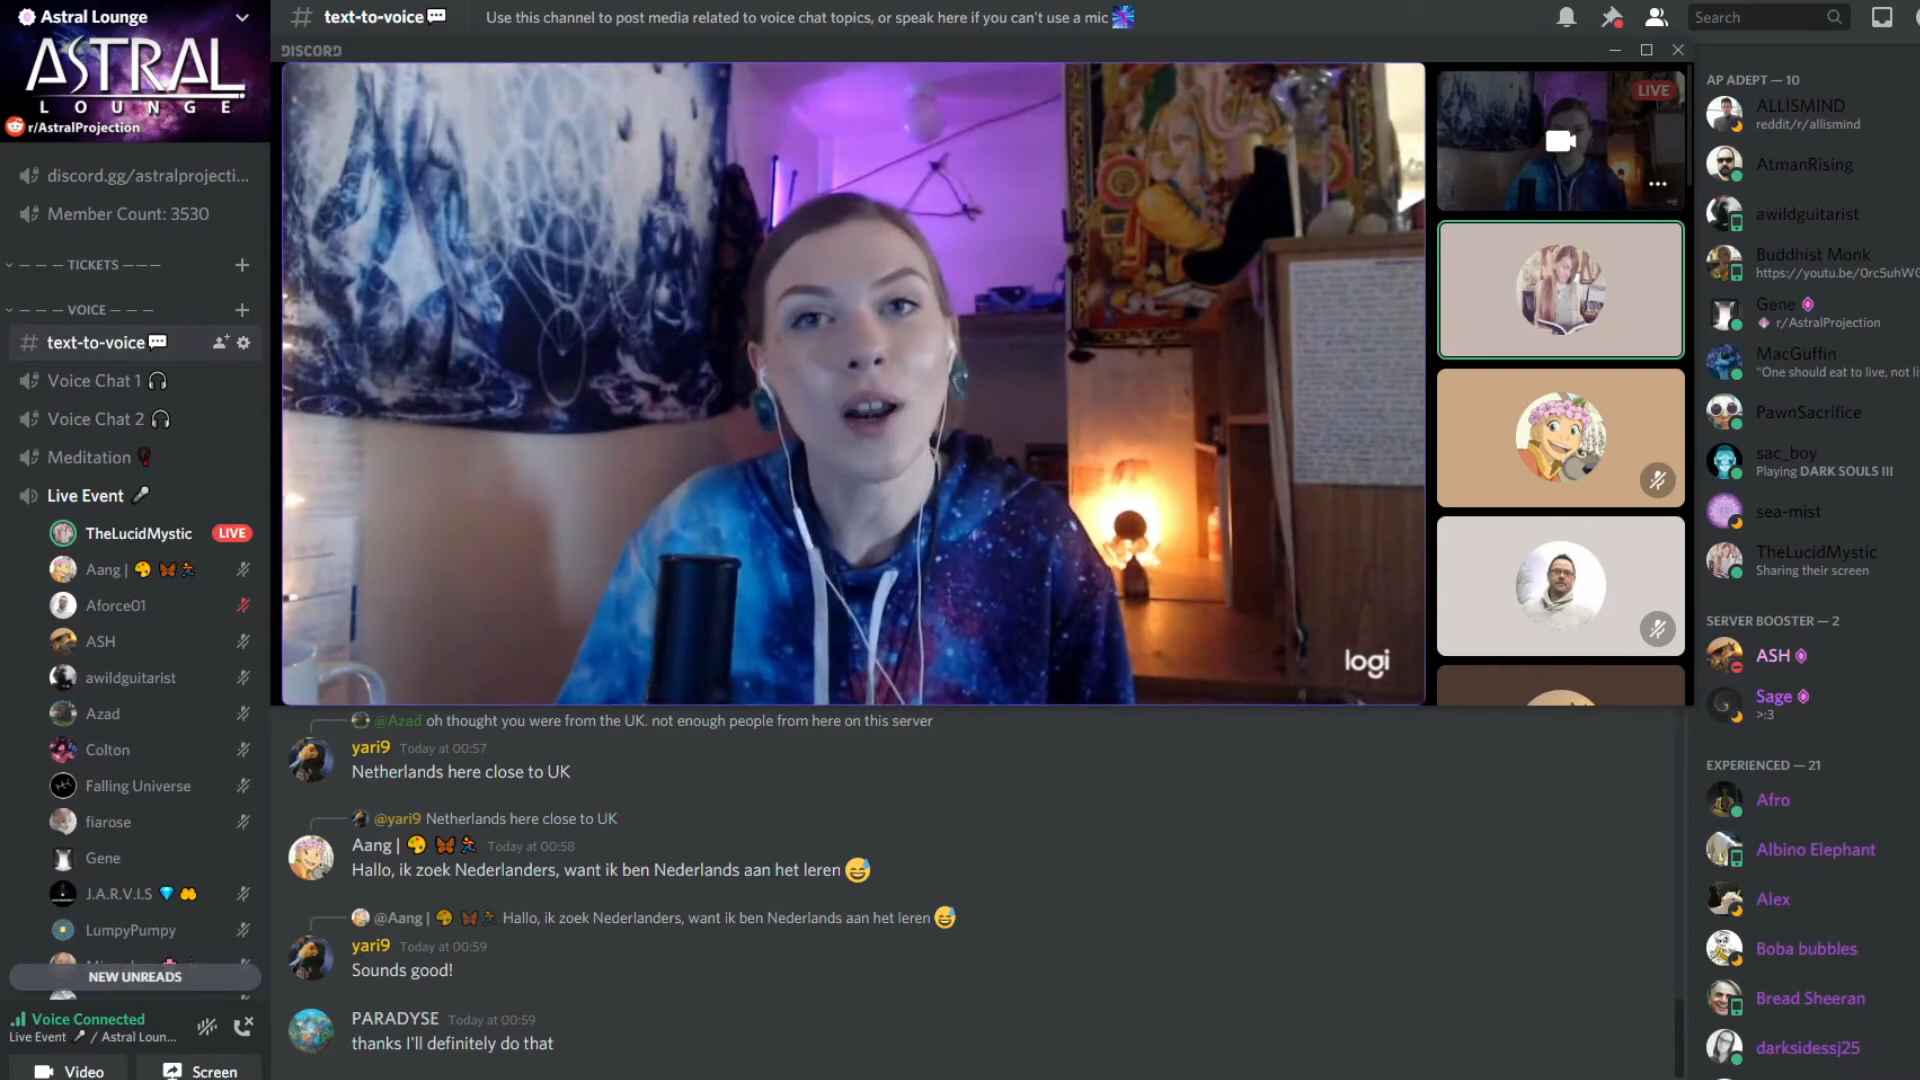 Astral Lounge
ASTRAL
LOUNGE
r/AstralProjection
discord.gg/astralprojecti...
Member Count: 3530
— — — TICKETS — — —
— — — VOICE — — —
text-to-voice
Voice Chat 1
Voice Chat 2
Meditation
Live Event
TheLucidMystic LIVE
Aang |
Aforce01
ASH
awildguitarist
Azad
Colton
Falling Universe
fiarose
Gene
J.A.R.V.I.S
LumpyPumpy
NEW UNREADS
Voice Connected
Live Event / Astral Loun...
Video Screen
# text-to-voice Use this channel to post media related to voice chat topics, or speak here if you can't use a mic
Search
DISCORD
LIVE
logi
@Azad oh thought you were from the UK. not enough people from here on this server
yari9 Today at 00:57
Netherlands here close to UK
@yari9 Netherlands here close to UK
Aang | Today at 00:58
Hallo, ik zoek Nederlanders, want ik ben Nederlands aan het leren
@Aang | Hallo, ik zoek Nederlanders, want ik ben Nederlands aan het leren
yari9 Today at 00:59
Sounds good!
PARADYSE Today at 00:59
thanks I'll definitely do that
AP ADEPT — 10
ALLISMIND
reddit/r/allismind
AtmanRising
awildguitarist
Buddhist Monk
https://youtu.be/0rc5uhWG
Gene
r/AstralProjection
MacGuffin
"One should eat to live, not li
PawnSacrifice
sac_boy
Playing DARK SOULS III
sea-mist
TheLucidMystic
Sharing their screen
SERVER BOOSTER — 2
ASH
Sage
>:3
EXPERIENCED — 21
Afro
Albino Elephant
Alex
Boba bubbles
Bread Sheeran
darksidessj25